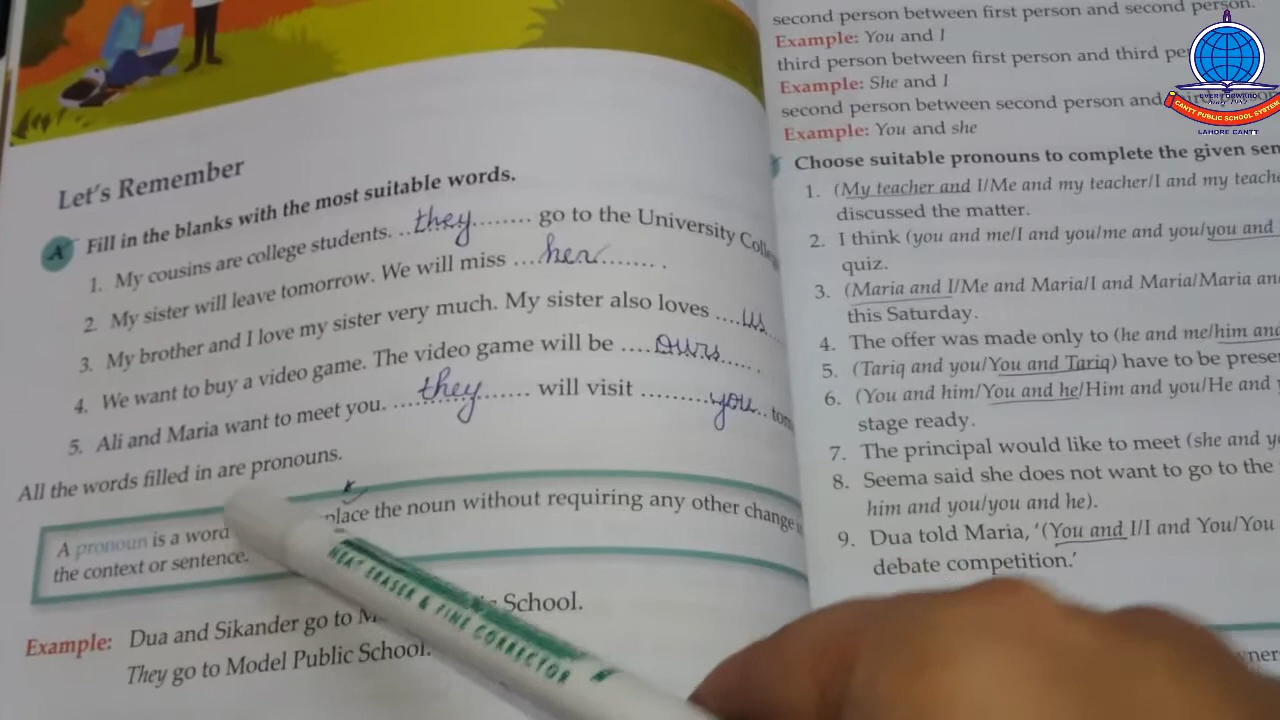 Let's Remember
A Fill in the blanks with the most suitable words.
1. My cousins are college students. ..they........ go to the University
2. My sister will leave tomorrow. We will miss ...her........ .
3. My brother and I love my sister very much. My sister also loves ....us....
4. We want to buy a video game. The video game will be ....ours..... .
5. Ali and Maria want to meet you. ....they....... will visit .........you..
All the words filled in are pronouns.
A pronoun is a word place the noun without requiring any other change
the context or sentence.
Example: Dua and Sikander go to School.
They go to Model Public School.
second person between first person and second person.
Example: You and I
third person between first person and third
Example: She and I
second person between second person and
Example: You and she
Choose suitable pronouns to complete the given
1. (My teacher and I/Me and my teacher/I and my
discussed the matter.
2. I think (you and me/I and you/me and you/you and
quiz.
3. (Maria and I/Me and Maria/I and Maria/Maria
this Saturday.
4. The offer was made only to (he and me/him and
5. (Tariq and you/You and Tariq) have to be
6. (You and him/You and he/Him and you/He and
stage ready.
7. The principal would like to meet (she and
8. Seema said she does not want to go to the
him and you/you and he).
9. Dua told Maria, '(You and I/I and You/You
debate competition.'
EVER FORWARD
CANTT PUBLIC SCHOOL SYSTEM
LAHORE CANTT
NEAT ERASER & FINE CORRECTOR